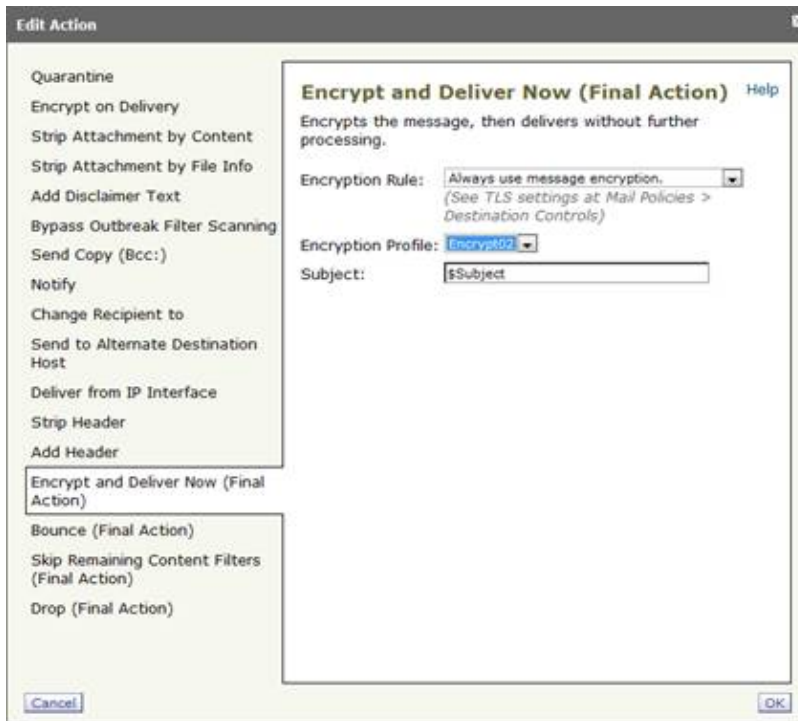 Edit Action
Quarantine
Encrypt on Delivery
Strip Attachment by Content
Strip Attachment by File Info
Add Disclaimer Text
Bypass Outbreak Filter Scanning
Send Copy (Bcc:)
Notify
Change Recipient to
Send to Alternate Destination
Host
Deliver from IP Interface
Strip Header
Add Header
Encrypt and Deliver Now (Final
Action)
Bounce (Final Action)
Skip Remaining Content Filters
(Final Action)
Drop (Final Action)
Encrypt and Deliver Now (Final Action) Help
Encrypts the message, then delivers without further
processing.
Encryption Rule: Always use message encryption.
(See TLS settings at Mail Policies >
Destination Controls)
Encryption Profile: Encrypt02
Subject: $Subject
Cancel OK